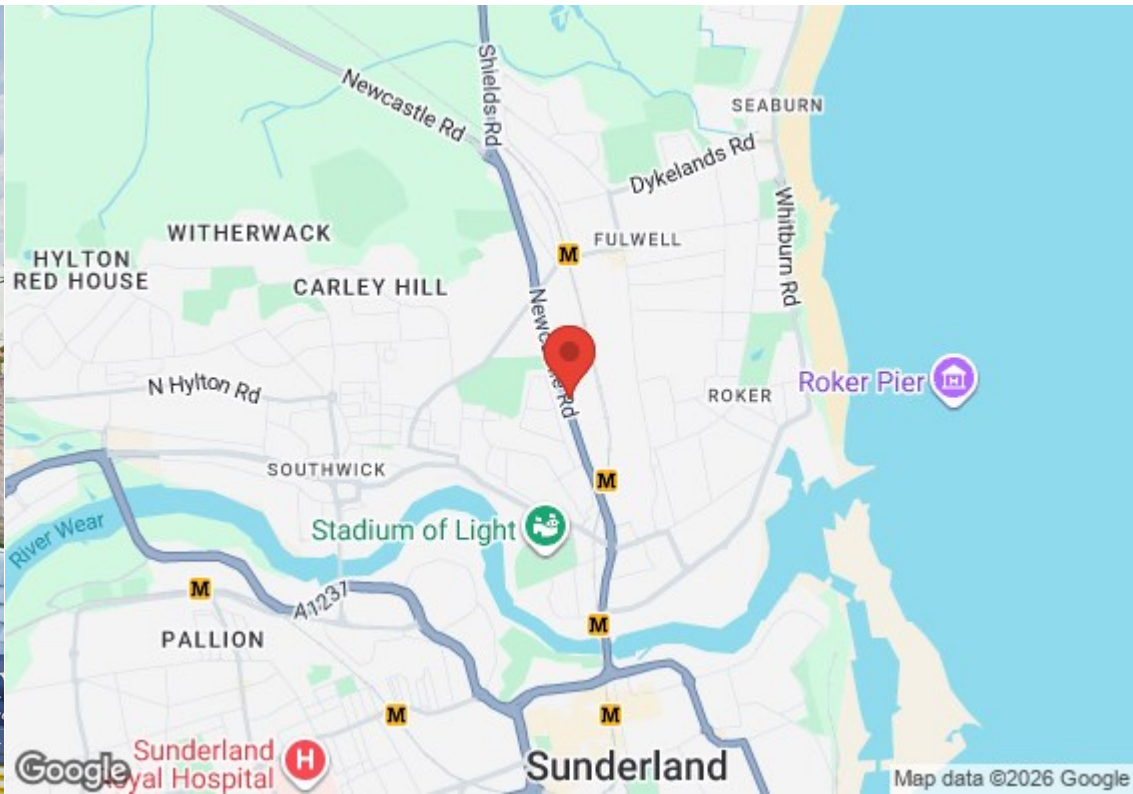 Shields Rd
Newcastle Rd
SEABURN
Dykelands Rd
Whitburn Rd
WITHERWACK
M
FULWELL
HYLTON
RED HOUSE
CARLEY HILL
Rd
N Hylton Rd
ROKER
Roker Pier
SOUTHWICK
M
Stadium of Light
River Wear
M
A1231
M
PALLION
M
M
Sunderland
Hospital
H
Sunderland
Google
Map data ©2026 Google